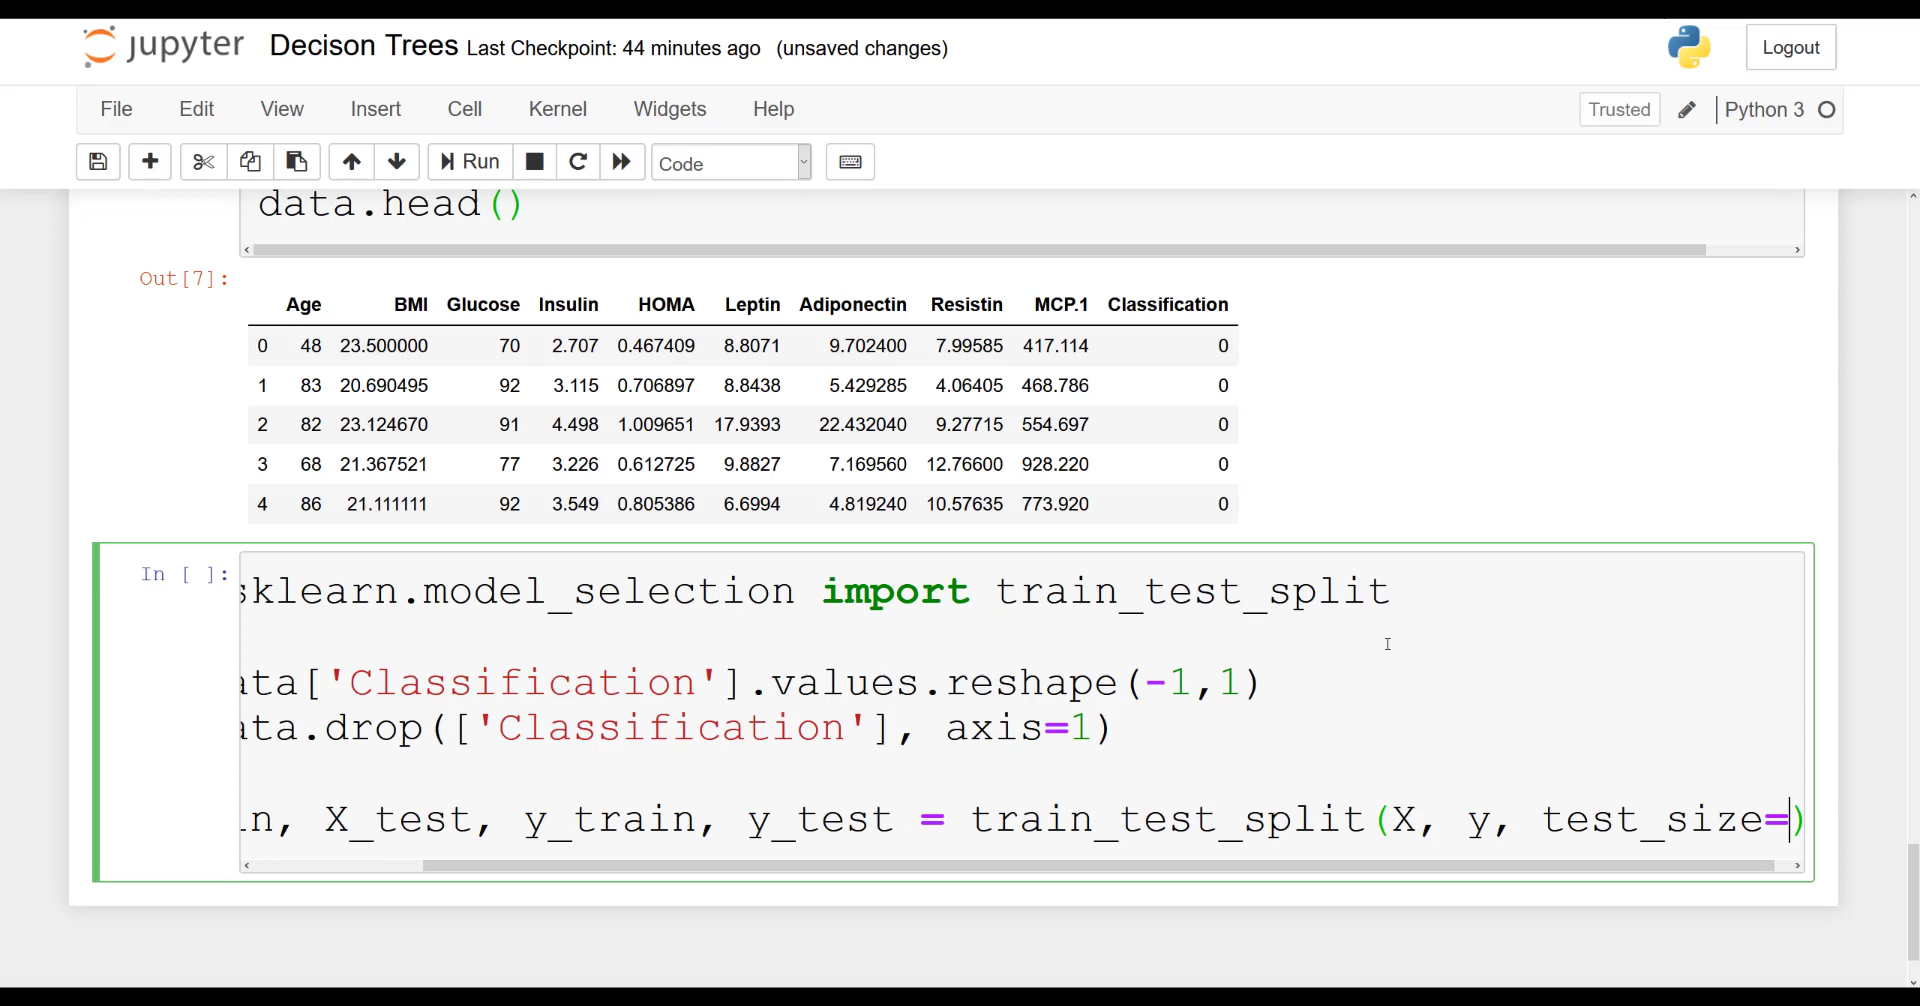 jupyter Decison Trees Last Checkpoint: 44 minutes ago (unsaved changes) Logout
File Edit View Insert Cell Kernel Widgets Help Trusted Python 3
Run Code
data.head()
Out[7]:
Age BMI Glucose Insulin HOMA Leptin Adiponectin Resistin MCP.1 Classification
0 48 23.500000 70 2.707 0.467409 8.8071 9.702400 7.99585 417.114 0
1 83 20.690495 92 3.115 0.706897 8.8438 5.429285 4.06405 468.786 0
2 82 23.124670 91 4.498 1.009651 17.9393 22.432040 9.27715 554.697 0
3 68 21.367521 77 3.226 0.612725 9.8827 7.169560 12.76600 928.220 0
4 86 21.111111 92 3.549 0.805386 6.6994 4.819240 10.57635 773.920 0
In [ ]: sklearn.model_selection import train_test_split
ata['Classification'].values.reshape(-1,1)
ata.drop(['Classification'], axis=1)
in, X_test, y_train, y_test = train_test_split(X, y, test_size=)